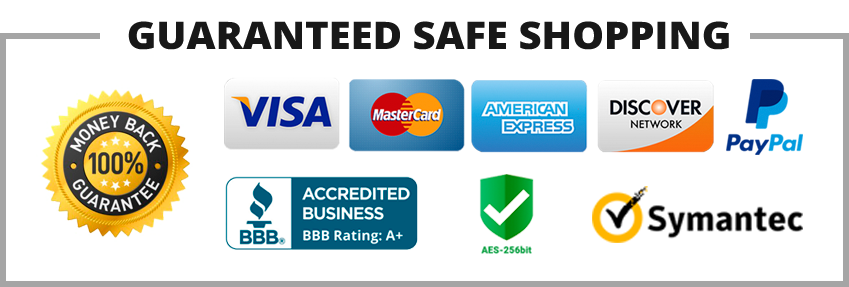 GUARANTEED SAFE SHOPPING
MONEY BACK
100%
GUARANTEE
VISA
MasterCard
AMERICAN
EXPRESS
DISCOVER
NETWORK
PayPal
BBB®
ACCREDITED
BUSINESS
BBB Rating: A+
AES-256bit
Symantec